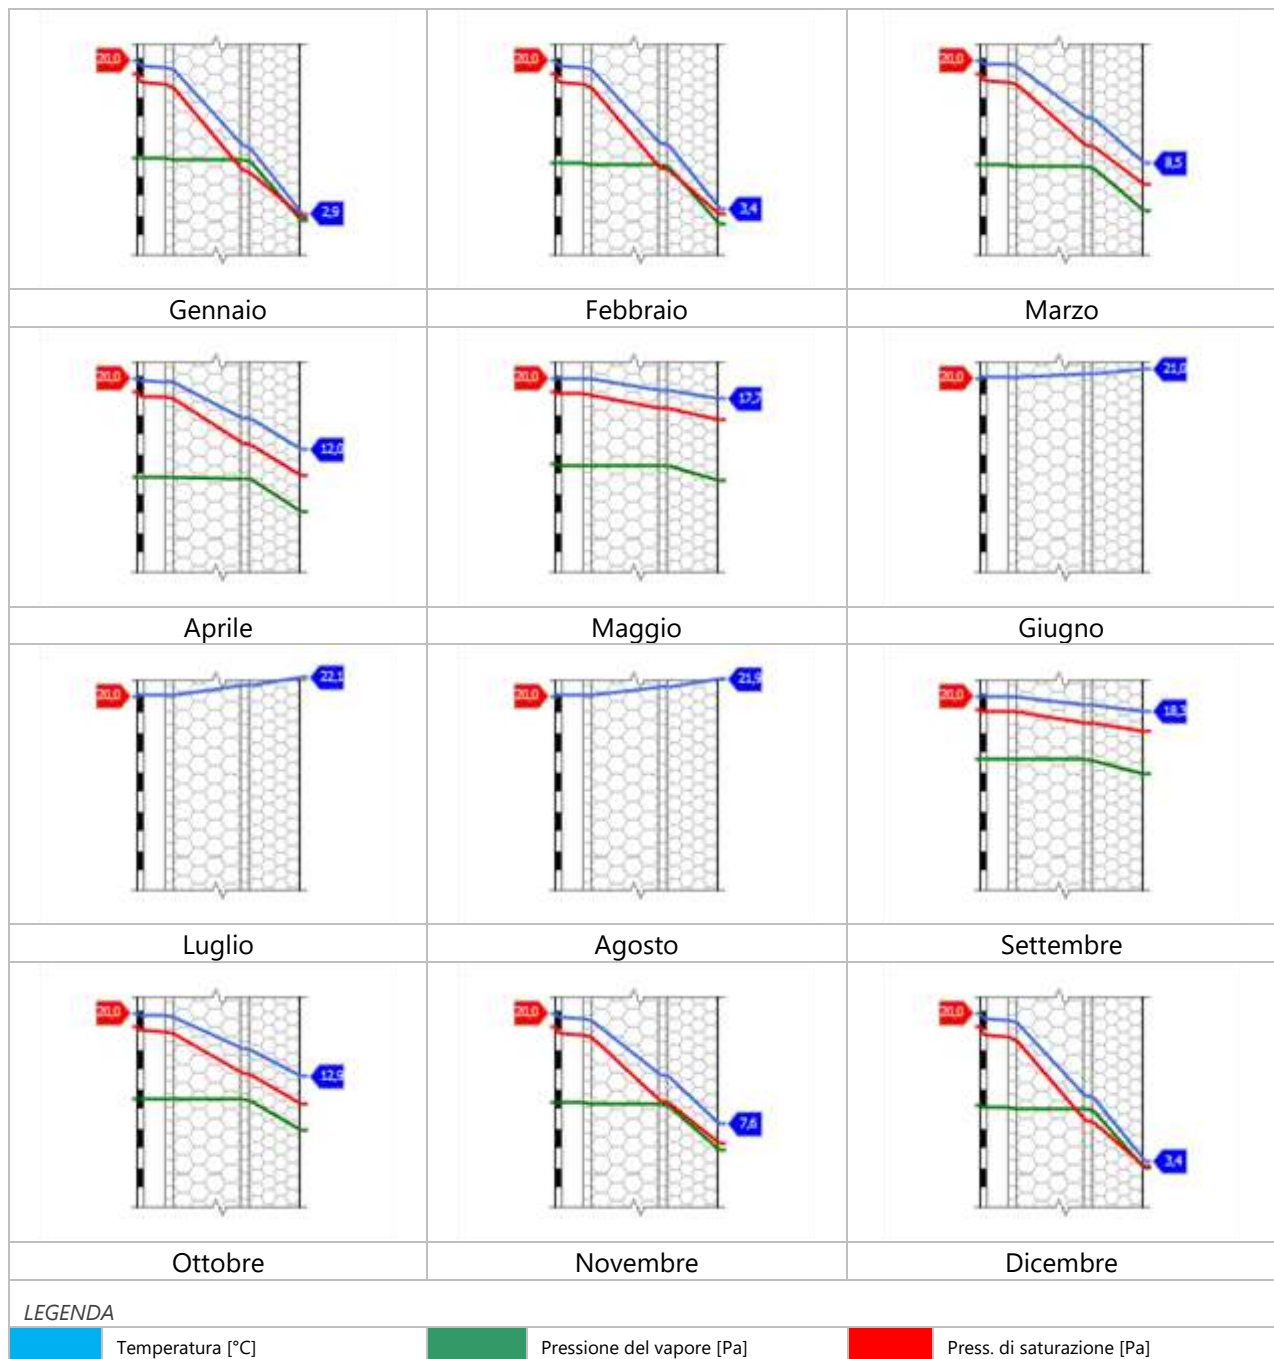 20,0
2,9
Gennaio
20,0
3,4
Febbraio
20,0
8,5
Marzo
20,0
12,0
Aprile
20,0
17,7
Maggio
20,0
21,0
Giugno
20,0
22,1
Luglio
20,0
21,9
Agosto
20,0
18,3
Settembre
20,0
12,9
Ottobre
20,0
7,6
Novembre
20,0
3,4
Dicembre
LEGENDA
Temperatura [°C]
Pressione del vapore [Pa]
Press. di saturazione [Pa]